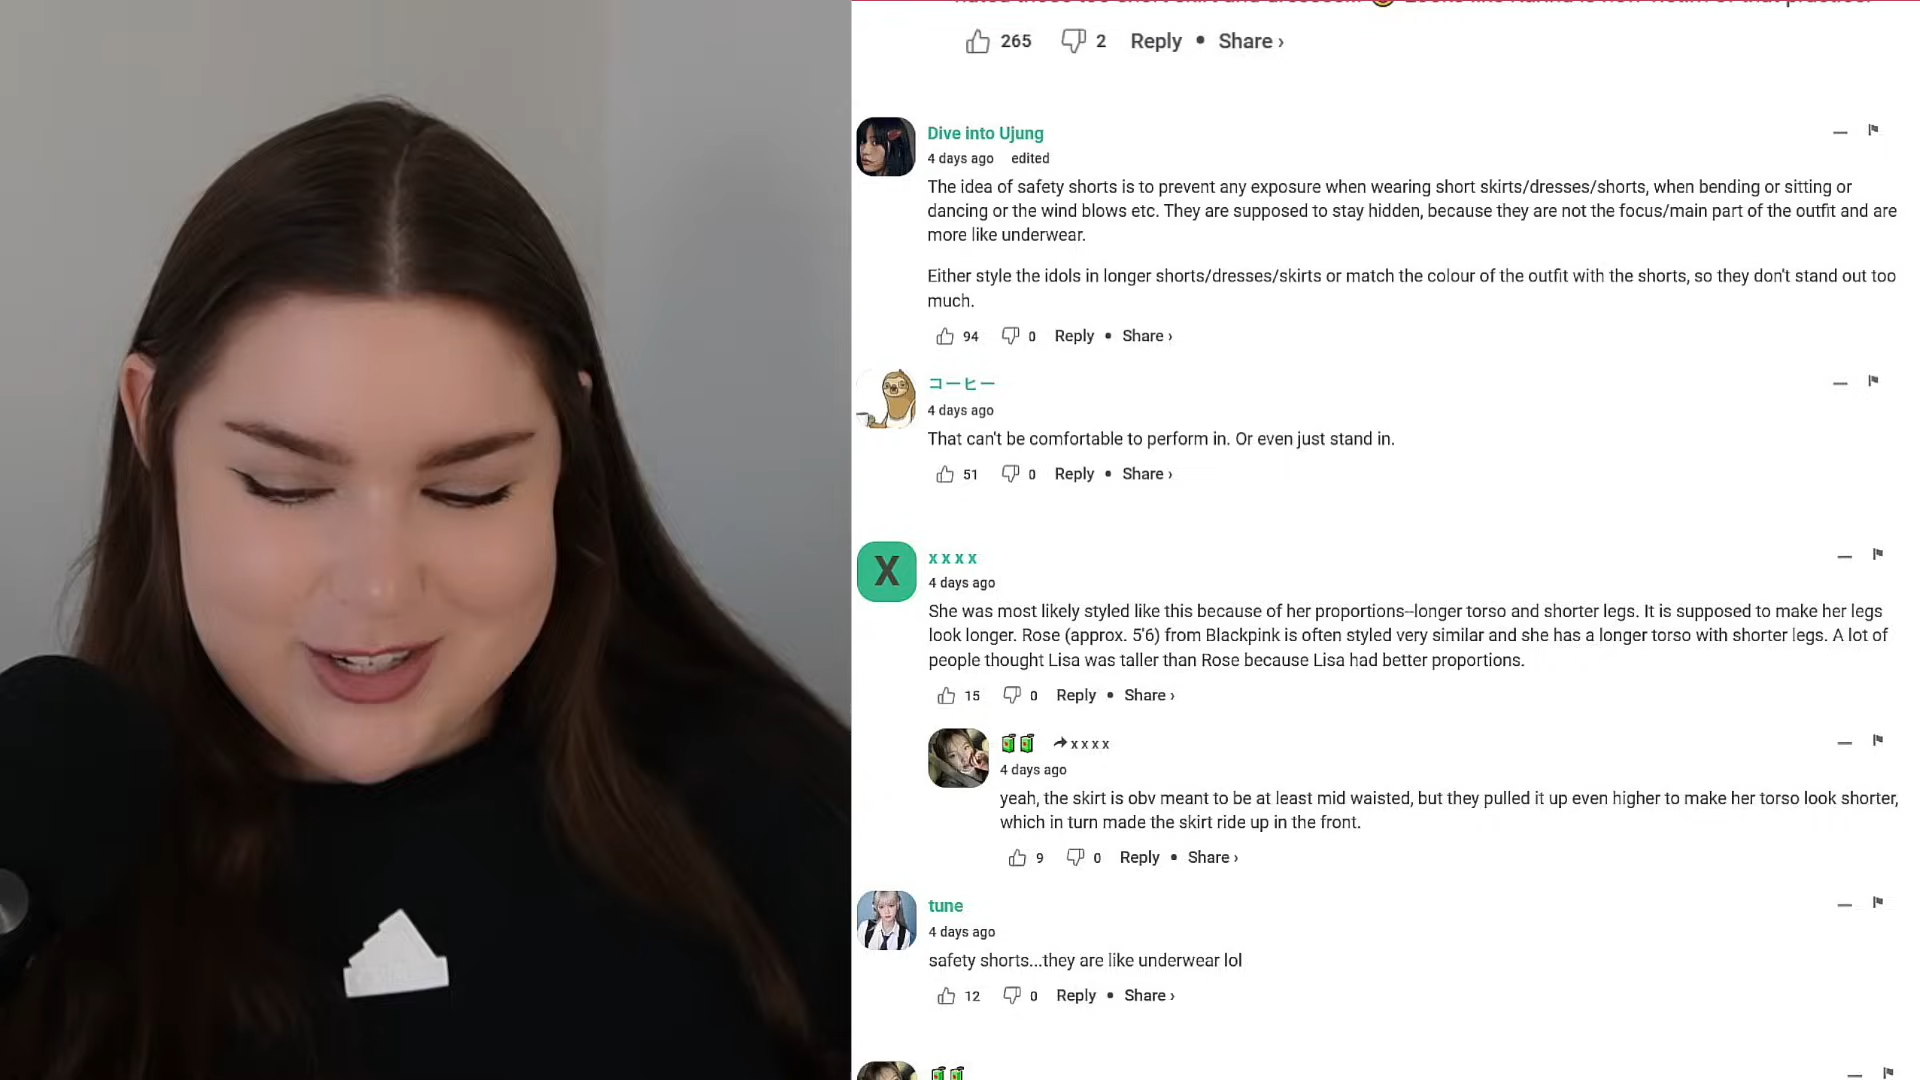 265 2 Reply • Share ›
Dive into Ujung
4 days ago edited
The idea of safety shorts is to prevent any exposure when wearing short skirts/dresses/shorts, when bending or sitting or
dancing or the wind blows etc. They are supposed to stay hidden, because they are not the focus/main part of the outfit and are
more like underwear.
Either style the idols in longer shorts/dresses/skirts or match the colour of the outfit with the shorts, so they don't stand out too
much.
94 0 Reply • Share ›
コーヒー
4 days ago
That can't be comfortable to perform in. Or even just stand in.
51 0 Reply • Share ›
X
x x x x
4 days ago
She was most likely styled like this because of her proportions--longer torso and shorter legs. It is supposed to make her legs
look longer. Rose (approx. 5'6) from Blackpink is often styled very similar and she has a longer torso with shorter legs. A lot of
people thought Lisa was taller than Rose because Lisa had better proportions.
15 0 Reply • Share ›
x x x x
4 days ago
yeah, the skirt is obv meant to be at least mid waisted, but they pulled it up even higher to make her torso look shorter,
which in turn made the skirt ride up in the front.
9 0 Reply • Share ›
tune
4 days ago
safety shorts...they are like underwear lol
12 0 Reply • Share ›